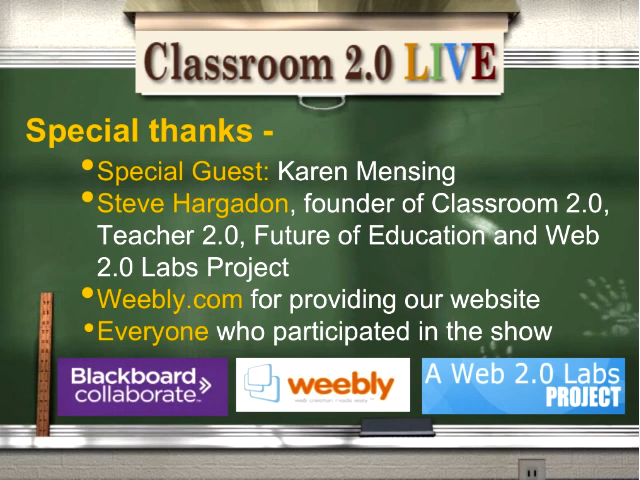 Classroom 2.0 LIVE
Special thanks -
•Special Guest: Karen Mensing
•Steve Hargadon, founder of Classroom 2.0,
Teacher 2.0, Future of Education and Web
2.0 Labs Project
•Weebly.com for providing our website
•Everyone who participated in the show
Blackboard
collaborate™
weebly
web creation made easy™
A Web 2.0 Labs
PROJECT